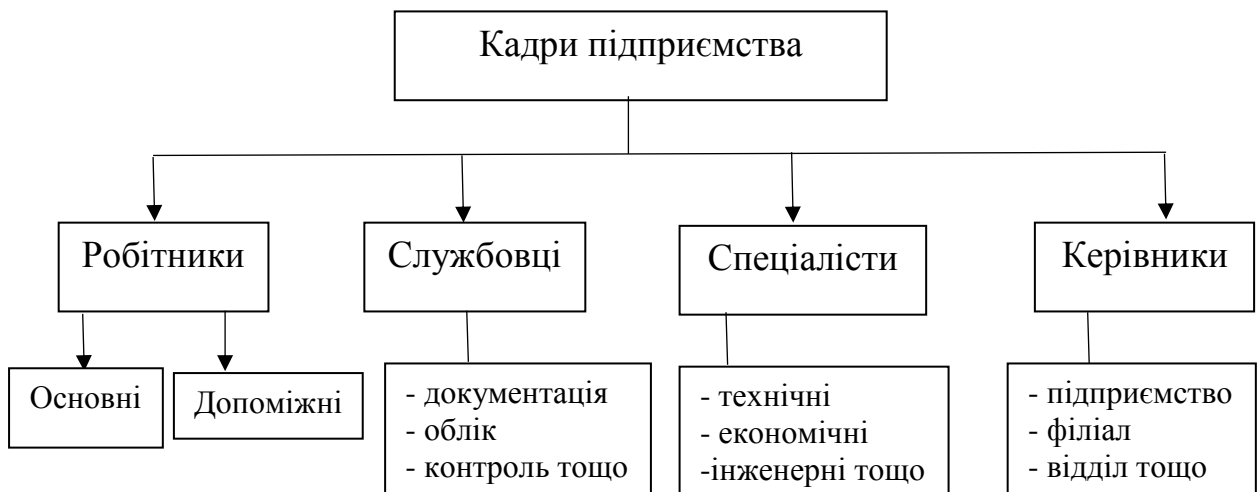 Кадри підприємства
Робітники
Службовці
Спеціалісти
Керівники
Основні
Допоміжні
- документація
- облік
- контроль тощо
- технічні
- економічні
-інженерні тощо
- підприємство
- філіал
- відділ тощо